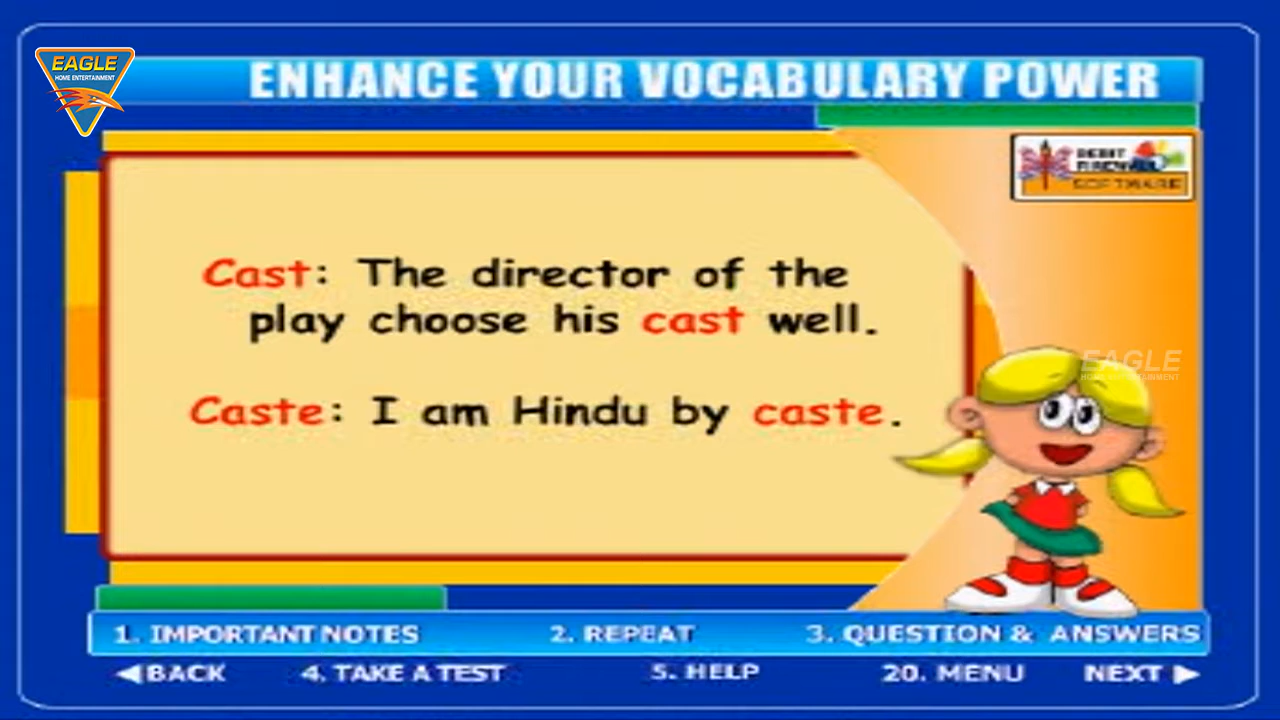 EAGLE
HOME ENTERTAINMENT
ENHANCE YOUR VOCABULARY POWER
SOFTWARE
Cast: The director of the
play choose his cast well.
EAGLE
HOME ENTERTAINMENT
Caste: I am Hindu by caste.
1. IMPORTANT NOTES 2. REPEAT 3. QUESTION & ANSWERS
◀BACK 4. TAKE A TEST 5. HELP 20. MENU NEXT ▶